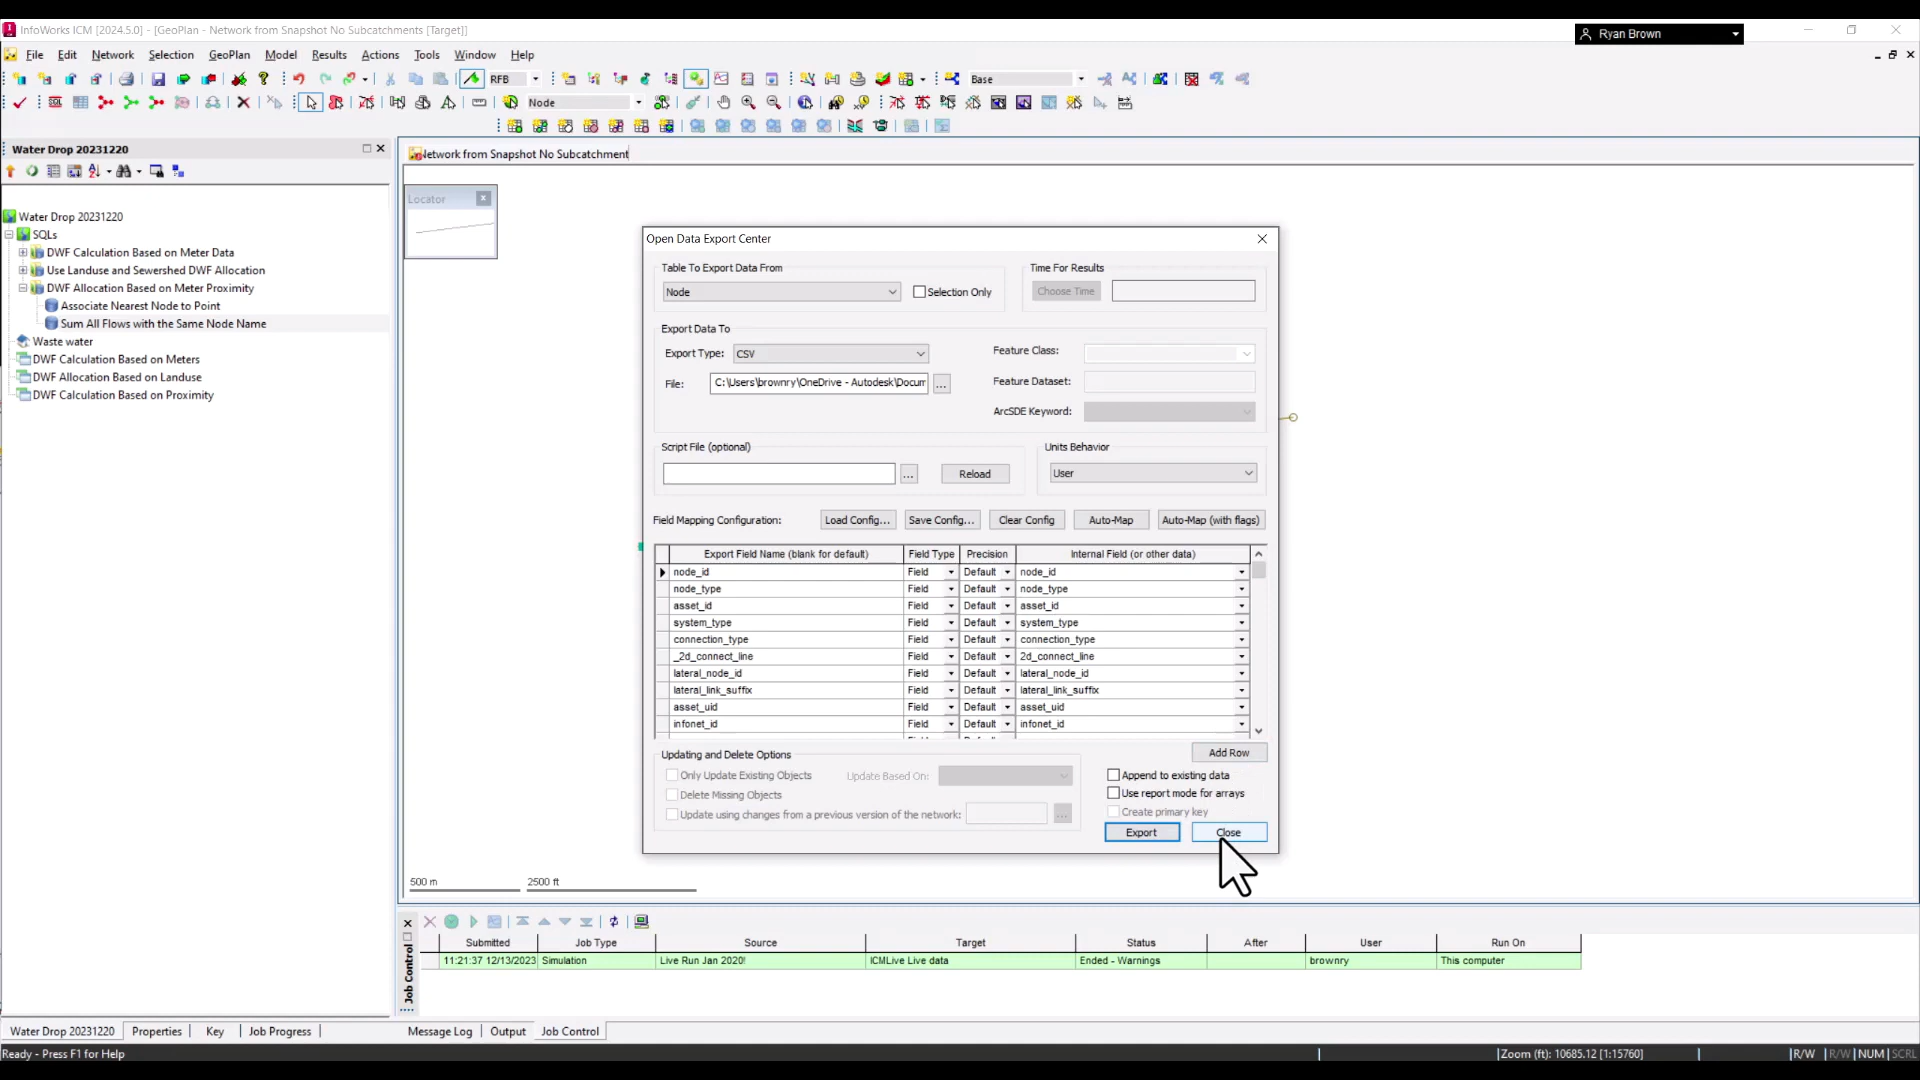 InfoWorks ICM [2024.5.0] - [GeoPlan - Network from Snapshot No Subcatchments [Target]]
Ryan Brown
File Edit Network Selection GeoPlan Model Results Actions Tools Window Help
RFB
Base
Node
Water Drop 20231220
Network from Snapshot No Subcatchment
Water Drop 20231220
SQLs
DWF Calculation Based on Meter Data
Use Landuse and Sewershed DWF Allocation
DWF Allocation Based on Meter Proximity
Associate Nearest Node to Point
Sum All Flows with the Same Node Name
Waste water
DWF Calculation Based on Meters
DWF Allocation Based on Landuse
DWF Calculation Based on Proximity
Locator
Open Data Export Center
Table To Export Data From
Node
Selection Only
Time For Results
Choose Time
Export Data To
Export Type: CSV
File: C:\Users\brownry\OneDrive - Autodesk\Docum
...
Feature Class:
Feature Dataset:
ArcSDE Keyword:
Script File (optional)
... Reload
Units Behavior
User
Field Mapping Configuration: Load Config... Save Config... Clear Config Auto-Map Auto-Map (with flags)
Export Field Name (blank for default) Field Type Precision Internal Field (or other data)
node_id Field Default node_id
node_type Field Default node_type
asset_id Field Default asset_id
system_type Field Default system_type
connection_type Field Default connection_type
_2d_connect_line Field Default 2d_connect_line
lateral_node_id Field Default lateral_node_id
lateral_link_suffix Field Default lateral_link_suffix
asset_uid Field Default asset_uid
infonet_id Field Default infonet_id
Add Row
Updating and Delete Options
Only Update Existing Objects Update Based On:
Delete Missing Objects
Update using changes from a previous version of the network: ...
Append to existing data
Use report mode for arrays
Create primary key
Export Close
500 m 2500 ft
Job Control
Submitted Job Type Source Target Status After User Run On
11:21:37 12/13/2023 Simulation Live Run Jan 2020! ICMLive Live data Ended - Warnings brownry This computer
Water Drop 20231220 Properties Key Job Progress Message Log Output Job Control
Ready - Press F1 for Help
Zoom (ft): 10685.12 [1:15760] R/W R/W NUM SCRL